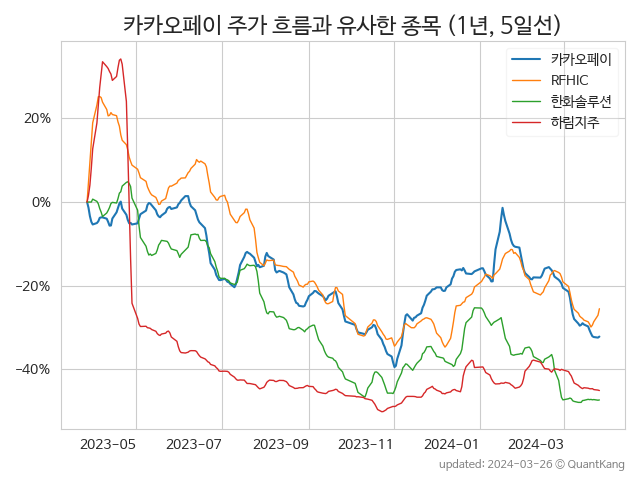 카카오페이 주가 흐름과 유사한 종목 (1년, 5일선)
카카오페이
RFHIC
한화솔루션
하림지주
20%
0%
−20%
−40%
2023-05 2023-07 2023-09 2023-11 2024-01 2024-03
updated: 2024-03-26 © QuantKang